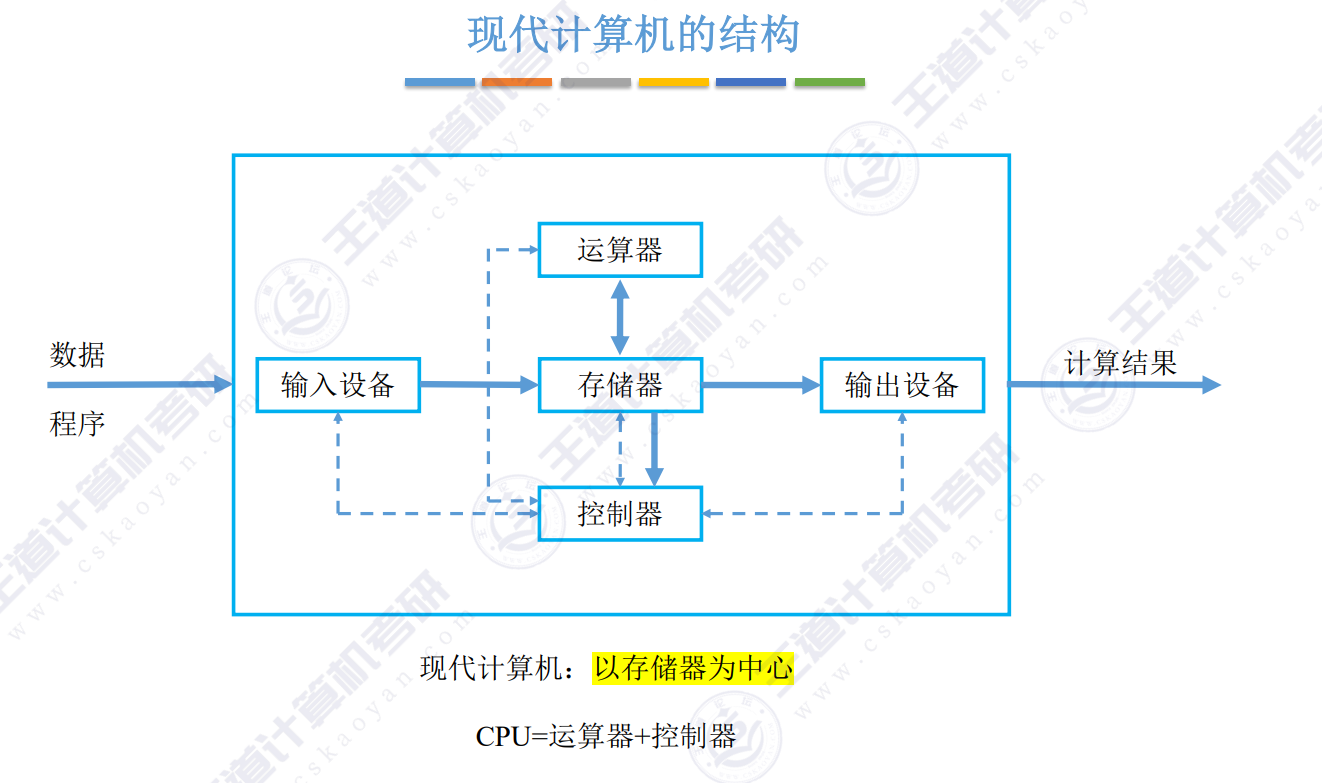 现代计算机的结构
运算器
数据
程序
输入设备
存储器
输出设备
计算结果
控制器
现代计算机：以存储器为中心
CPU=运算器+控制器
王道计算机考研
www.cskaoyan.com